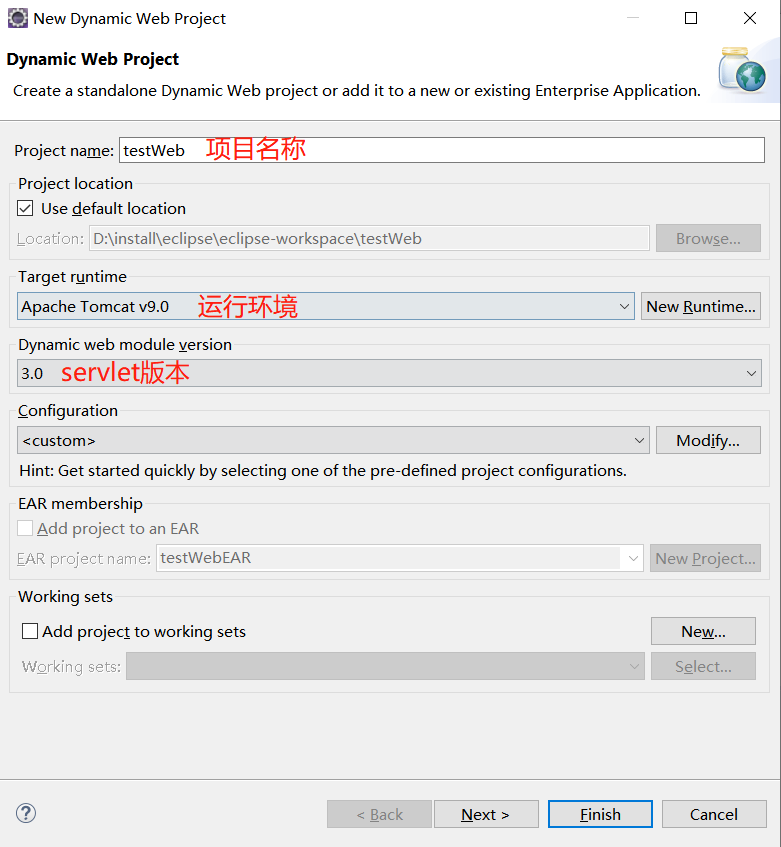 New Dynamic Web Project
Dynamic Web Project
Create a standalone Dynamic Web project or add it to a new or existing Enterprise Application.
Project name: testWeb 项目名称
Project location
Use default location
Location: D:\install\eclipse\eclipse-workspace\testWeb Browse...
Target runtime
Apache Tomcat v9.0 运行环境 New Runtime...
Dynamic web module version
3.0 servlet版本
Configuration
<custom> Modify...
Hint: Get started quickly by selecting one of the pre-defined project configurations.
EAR membership
Add project to an EAR
EAR project name: testWebEAR New Project...
Working sets
Add project to working sets New...
Working sets: Select...
? < Back Next > Finish Cancel